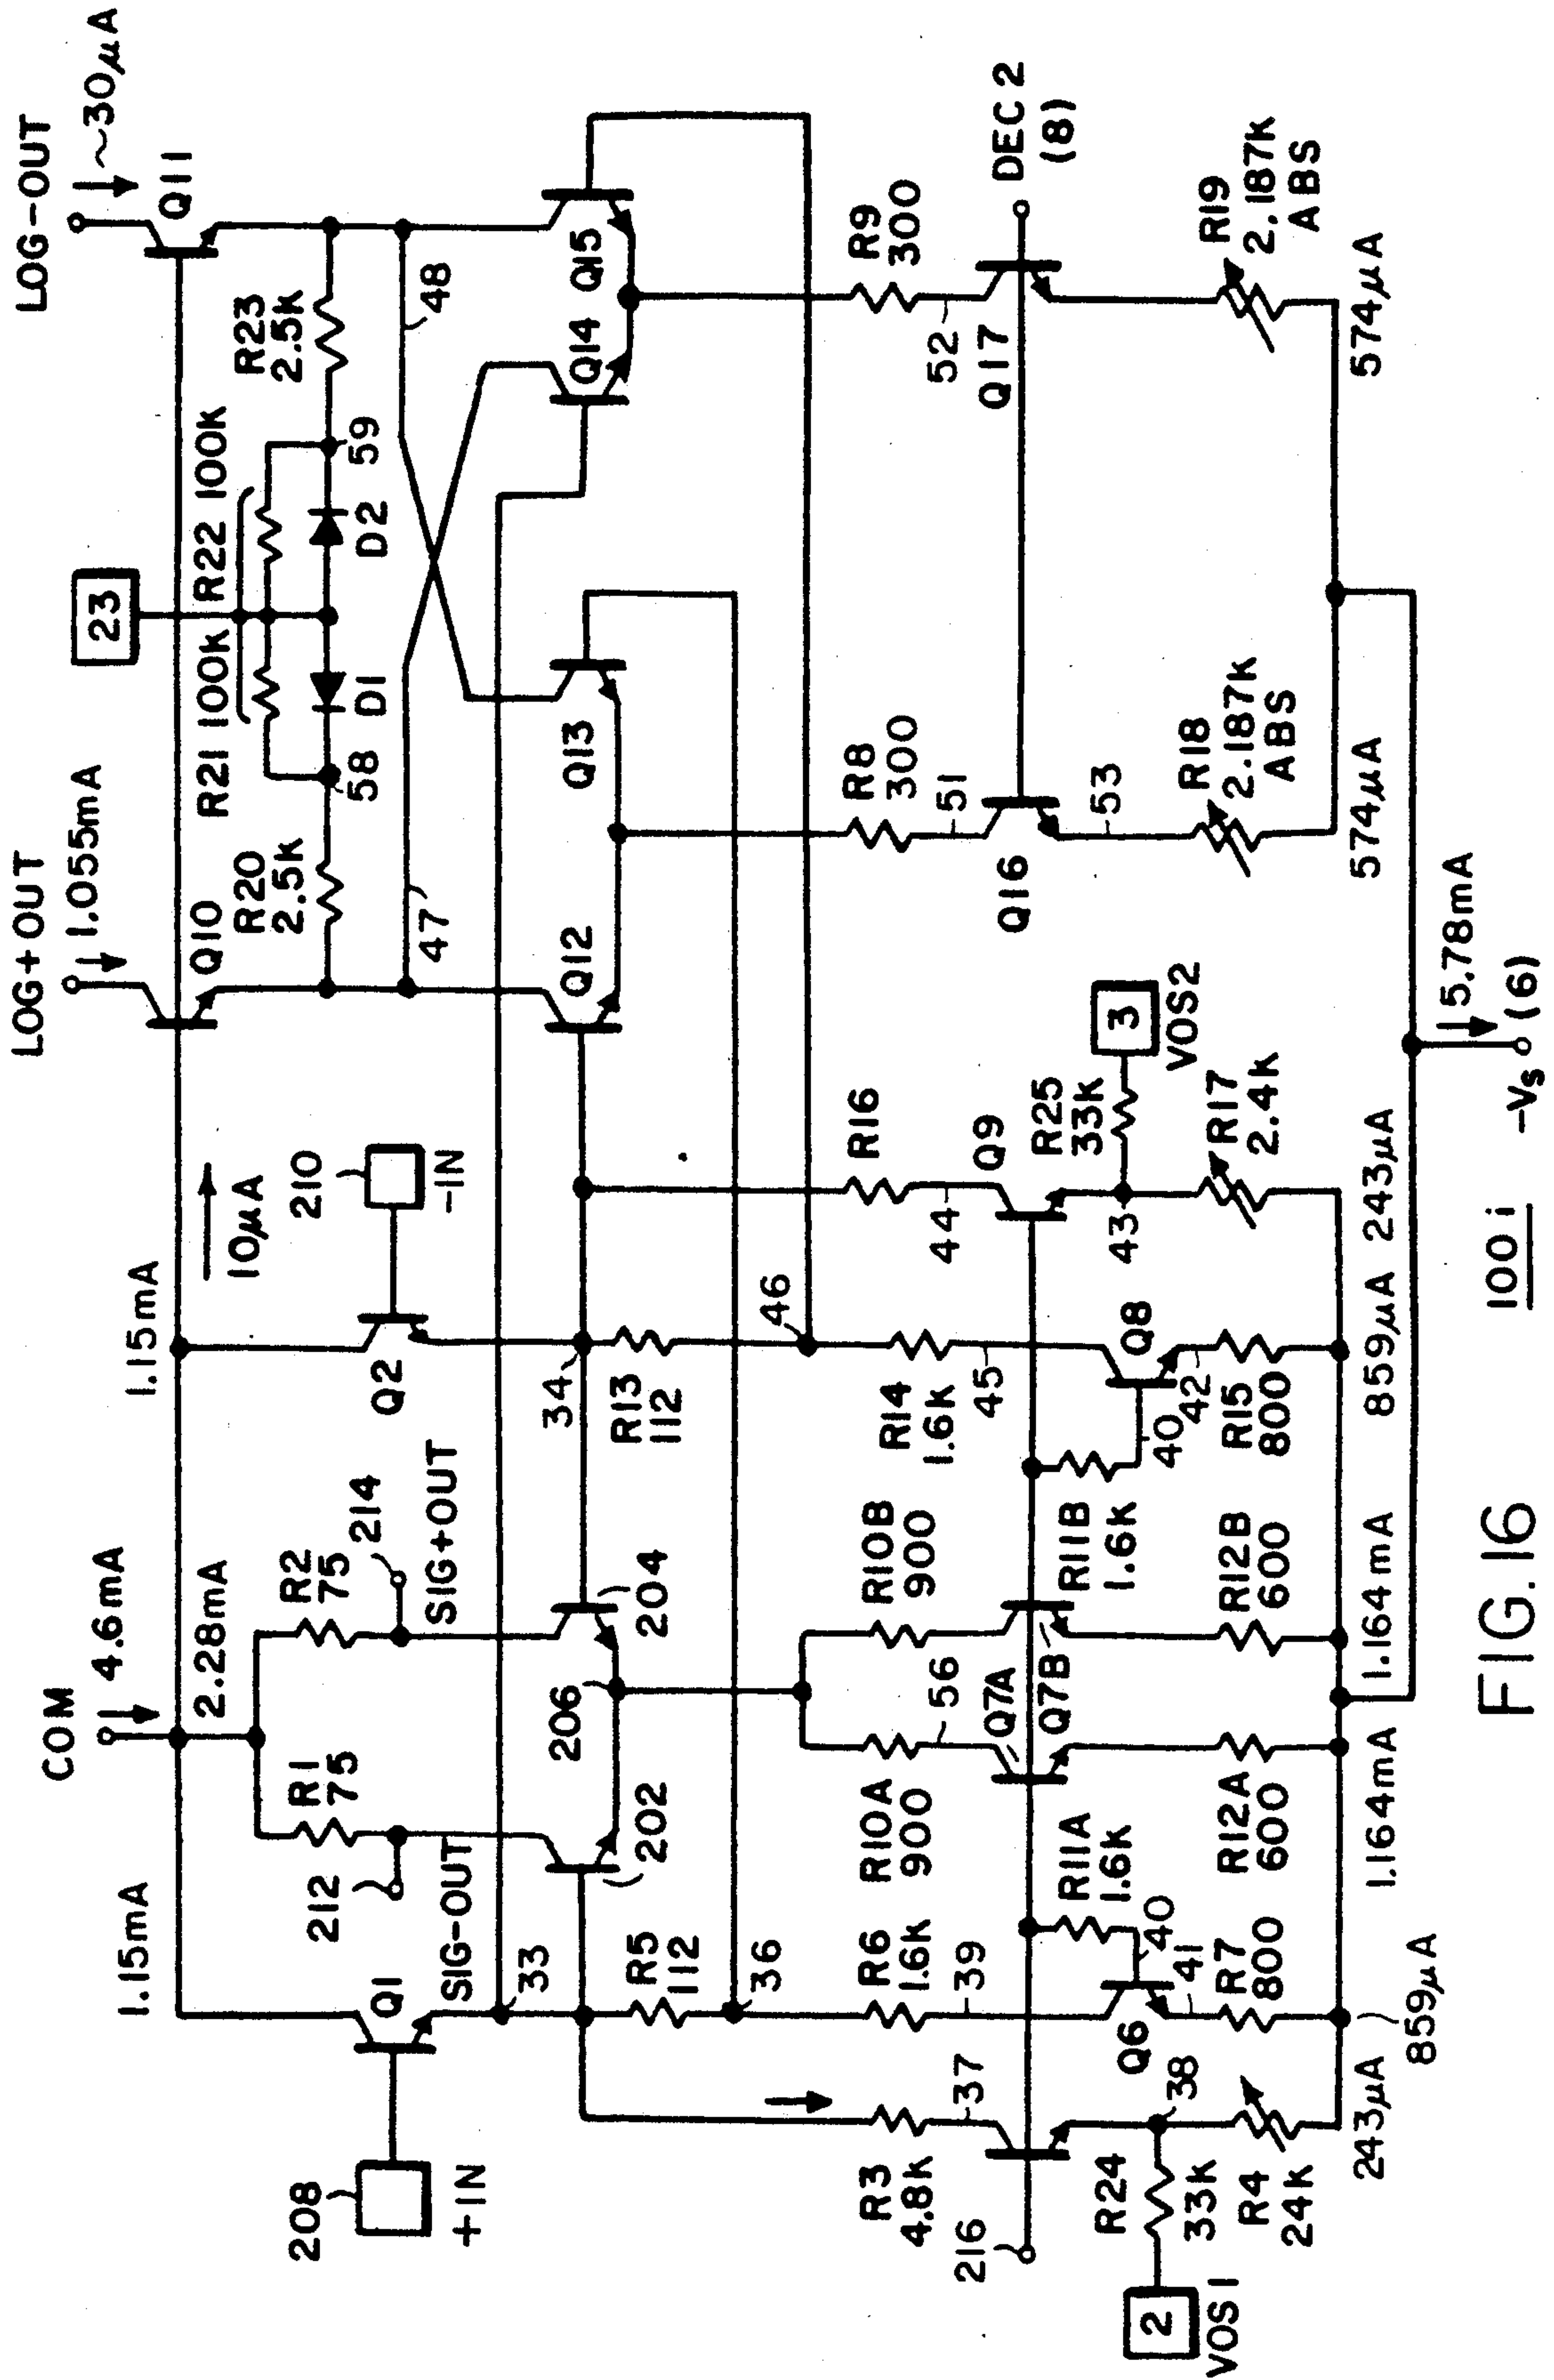 COM
4.6mA
LOG+OUT
1.055mA
LOG-OUT
~30µA
1.15mA
2.28mA
1.15mA
10µA
23
Q10
Q11
R21 100K
R22 100K
R20
2.5k
R23
2.5k
58
D1
D2
59
208
+IN
Q1
R1
75
R2
75
212
SIG-OUT
214
SIG+OUT
Q2
210
-IN
47
48
33
202
206
204
34
Q12
Q13
Q14
Q15
R5
112
36
R13
112
46
R3
4.8k
R6
1.6k
R10A
900
R10B
900
R14
1.6k
R16
R8
300
R9
300
37
39
56
45
44
51
52
216
R11A
1.6k
Q7A
Q7B
R11B
1.6k
Q9
Q16
Q17
DEC 2
(8)
Q6
40
41
Q8
40
42
43
53
2
VOS1
R24
33k
38
R4
24k
R7
800
R12A
600
R12B
600
R15
800
R25
33k
3
VOS2
R17
2.4k
R18
2.187k
ABS
R19
2.187k
ABS
243µA
859µA
1.164mA
1.164mA
859µA
243µA
574µA
574µA
5.78mA
-Vs (6)
100i
FIG.16